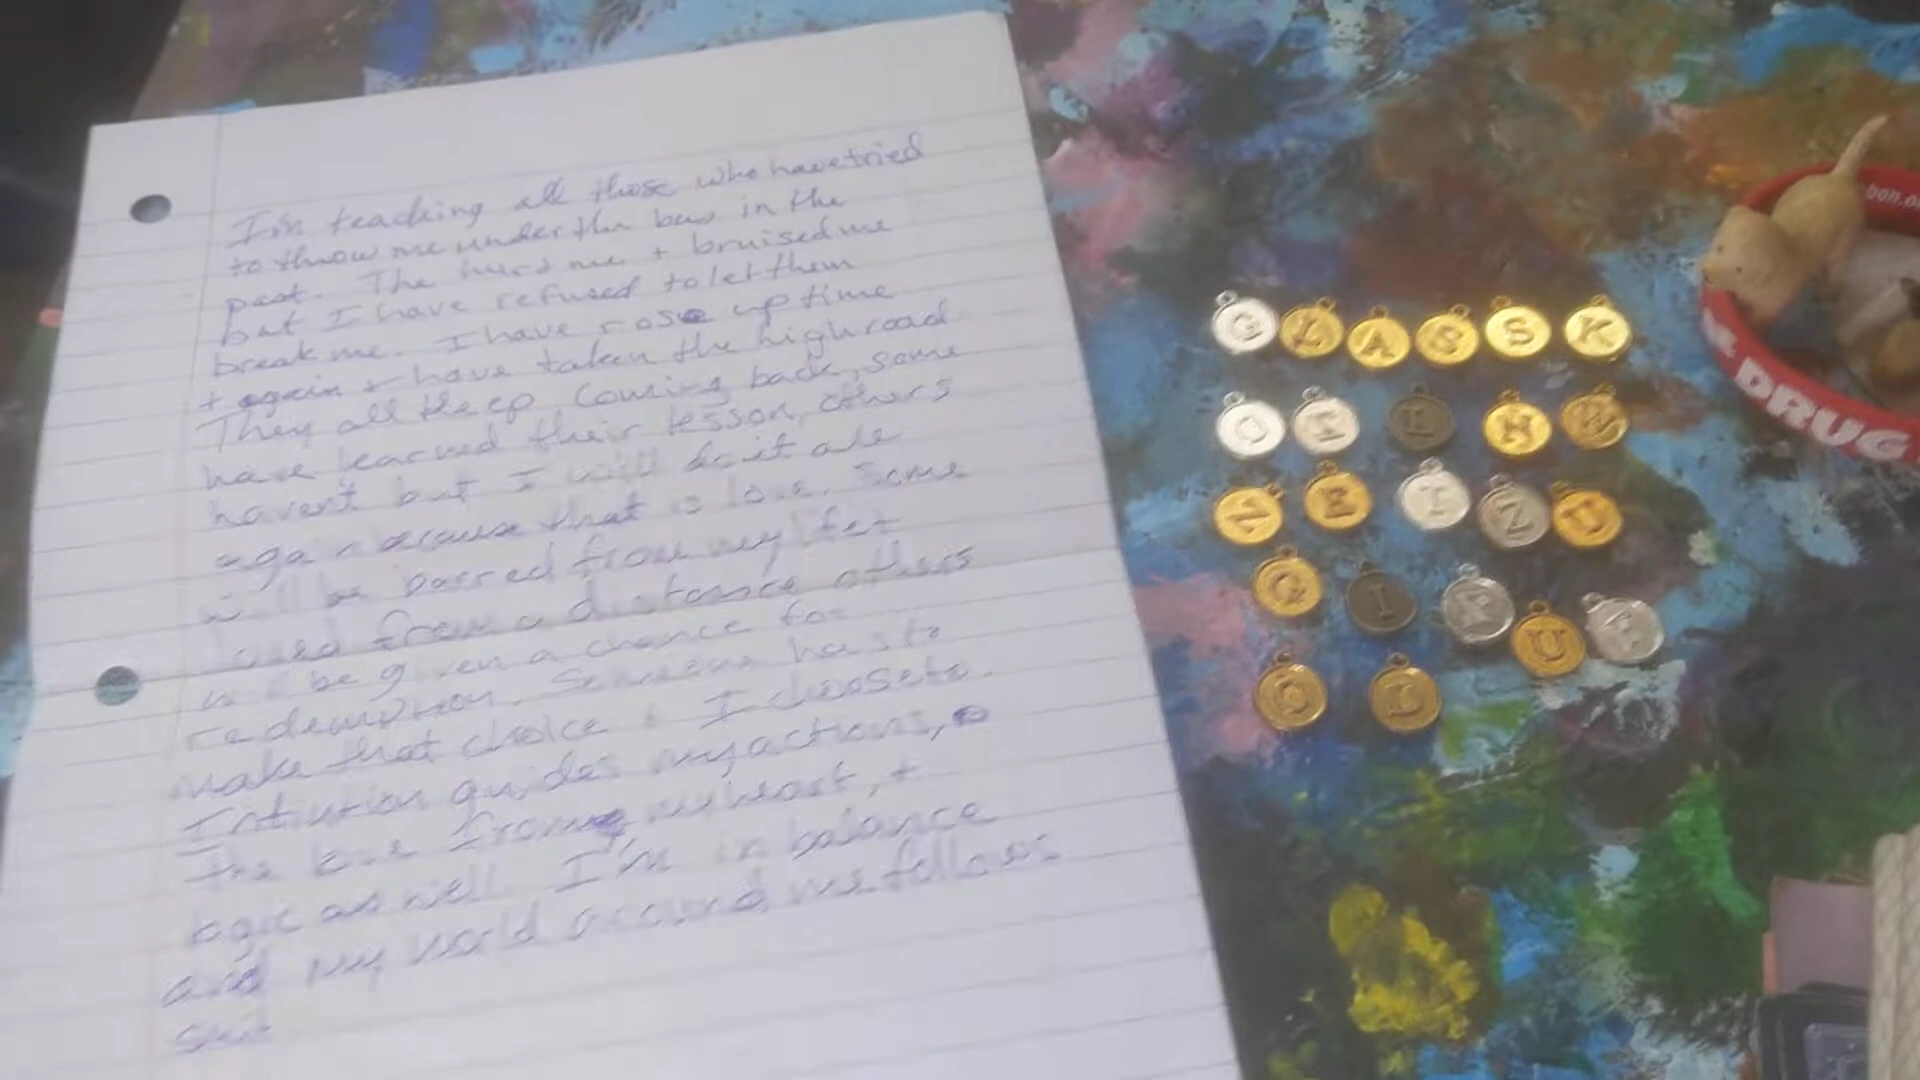 I'm teaching all those who have tried
to throw me under the bus in the
past. The hurt me + bruised me
but I have refused to let them
break me. I have rose up time
+ again + have taken the high road
They all keep coming back, some
have learned their lesson, others
haven't but I will do it all
again because that is love. Some
will be barred from my life +
loved from a distance others
will be given a chance for
redemption. Someone has to
make that choice + I choose to.
Intiution guides my actions,
the love from my heart, +
logic as well. I'm in balance
and my world around me follows
suit
G L A S S K
O I H W
N E T Z U
G I F U
DRUG